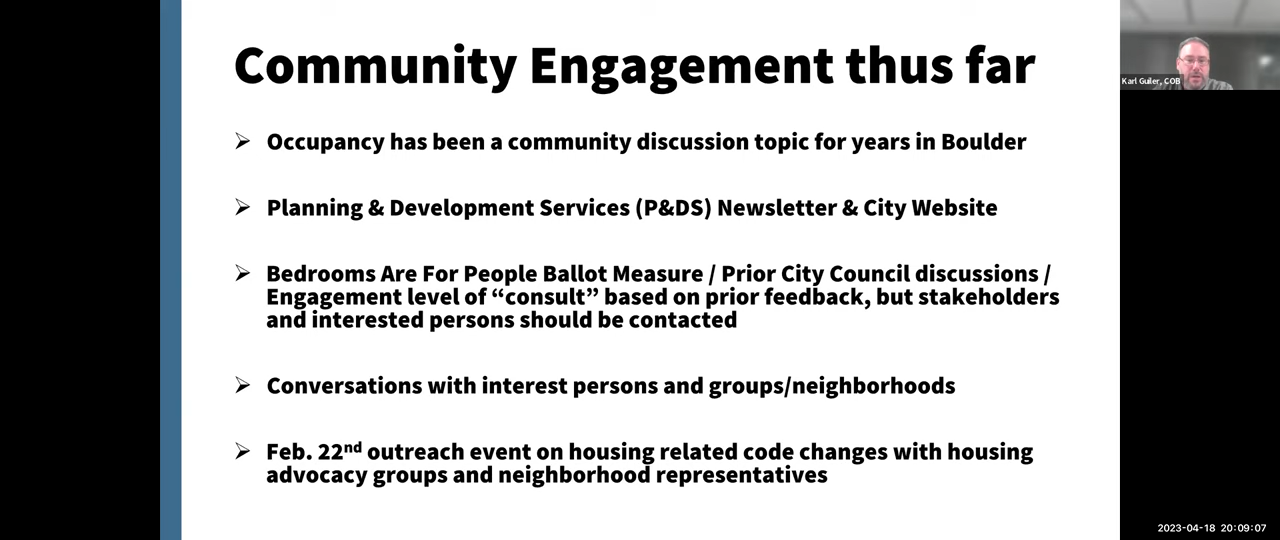 Community Engagement thus far
Karl Guiler, COB
➢ Occupancy has been a community discussion topic for years in Boulder
➢ Planning & Development Services (P&DS) Newsletter & City Website
➢ Bedrooms Are For People Ballot Measure / Prior City Council discussions /
Engagement level of “consult” based on prior feedback, but stakeholders
and interested persons should be contacted
➢ Conversations with interest persons and groups/neighborhoods
➢ Feb. 22nd outreach event on housing related code changes with housing
advocacy groups and neighborhood representatives
2023-04-18 20:09:07